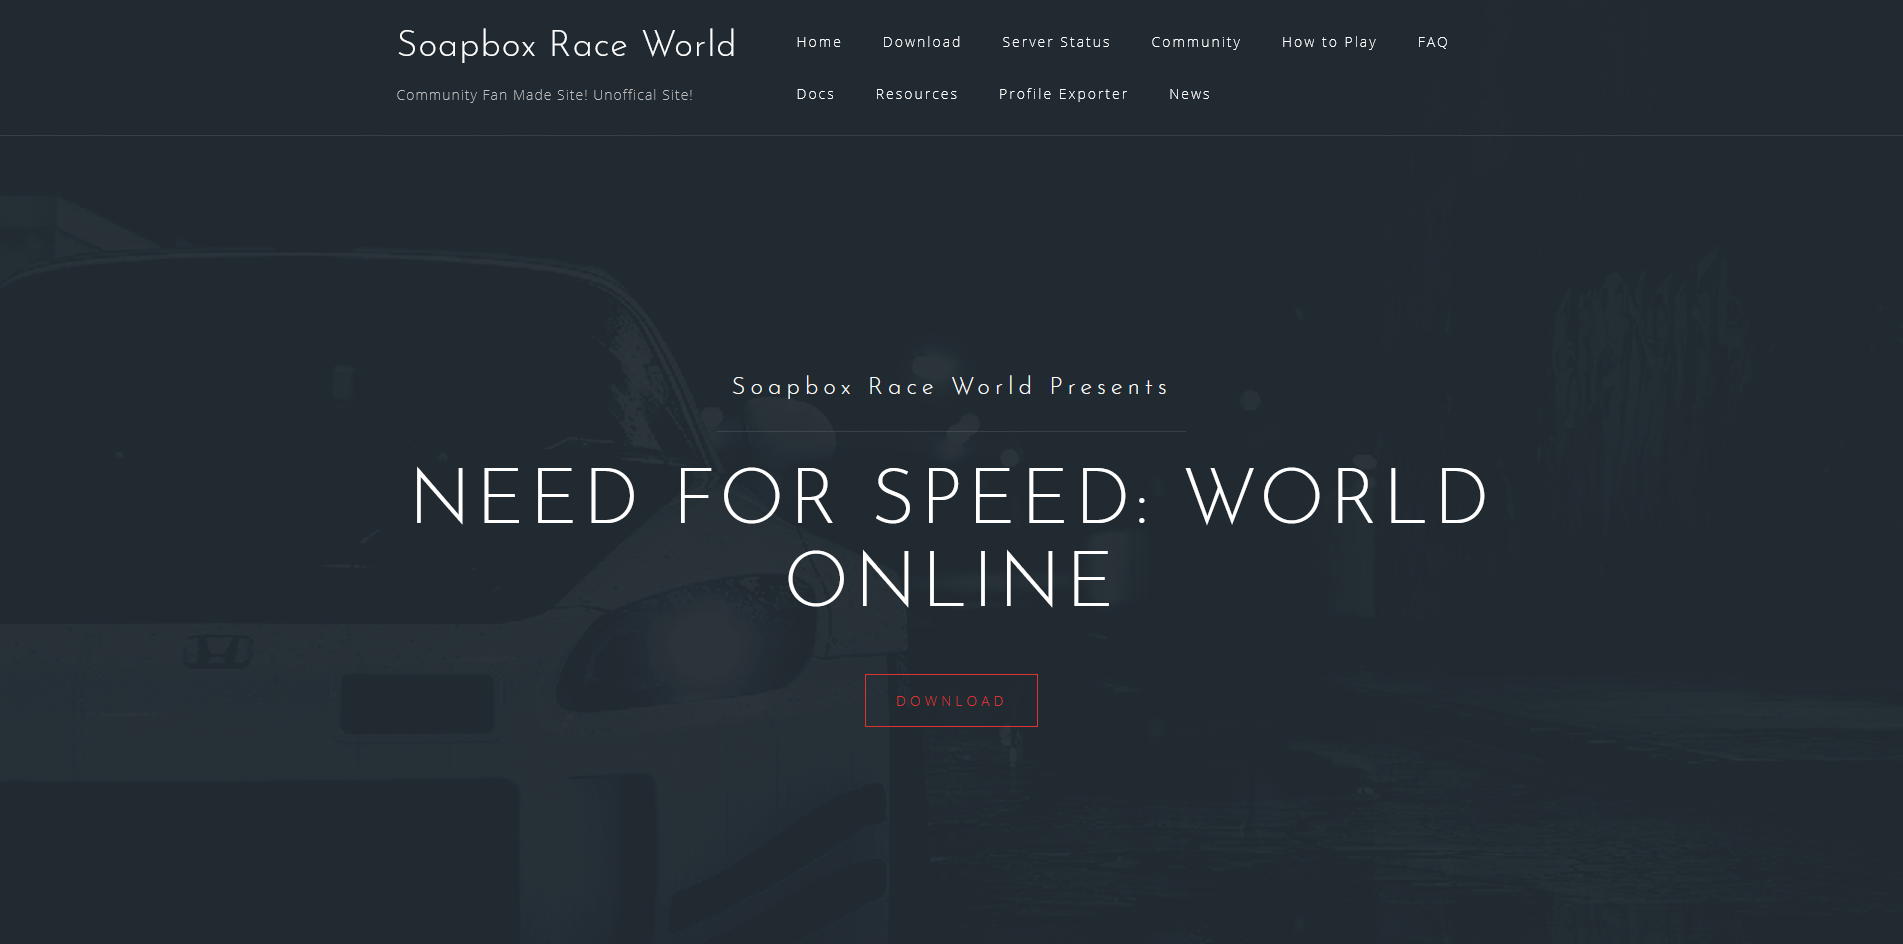 Soapbox Race World
Community Fan Made Site! Unoffical Site!
Home Download Server Status Community How to Play FAQ
Docs Resources Profile Exporter News
Soapbox Race World Presents
NEED FOR SPEED: WORLD
ONLINE
DOWNLOAD